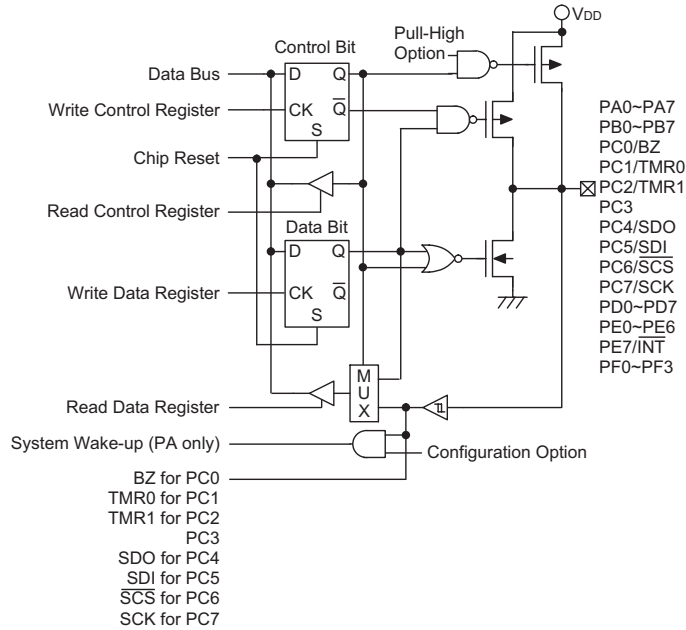 VDD
Pull-High
Option
Control Bit
Data Bus
D Q
Write Control Register
CK Q̅
S
Chip Reset
Read Control Register
Data Bit
D Q
Write Data Register
CK Q̅
S
M
U
X
Read Data Register
System Wake-up (PA only)
Configuration Option
BZ for PC0
TMR0 for PC1
TMR1 for PC2
PC3
SDO for PC4
SDI for PC5
S̅C̅S̅ for PC6
SCK for PC7
PA0~PA7
PB0~PB7
PC0/BZ
PC1/TMR0
PC2/TMR1
PC3
PC4/SDO
PC5/SDI
PC6/S̅C̅S̅
PC7/SCK
PD0~PD7
PE0~PE6
PE7/I̅N̅T̅
PF0~PF3